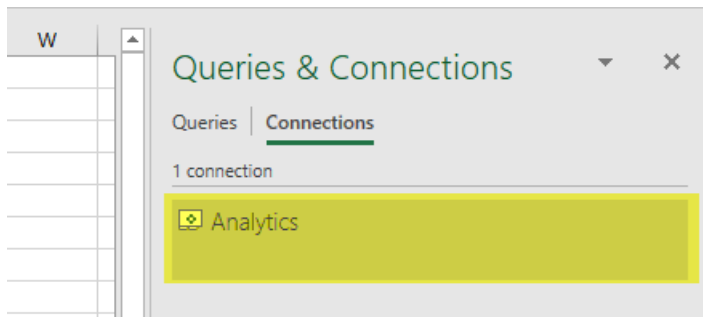 W
Queries & Connections
Queries
Connections
1 connection
Analytics